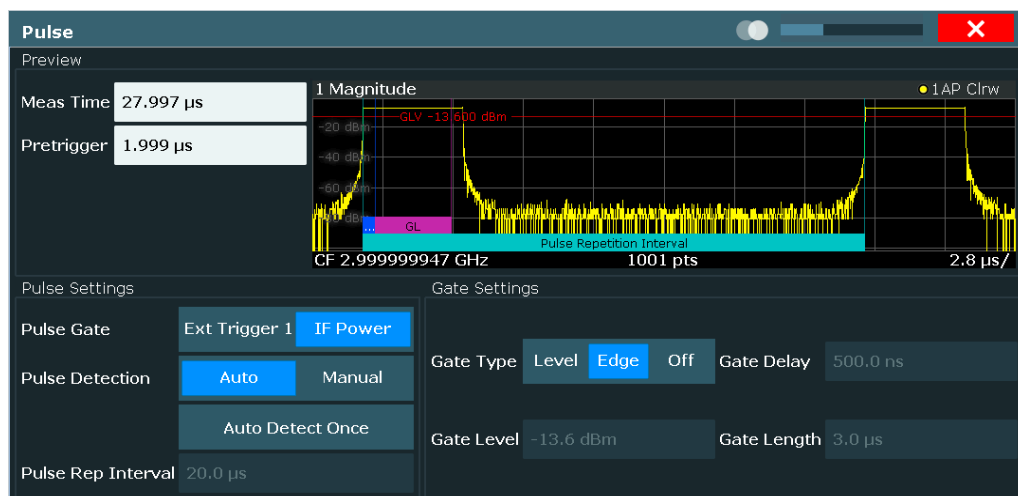 Pulse
Preview
Meas Time 27.997 µs
Pretrigger 1.999 µs
1 Magnitude
1AP Clrw
GLV -13.600 dBm
-20 dBm
-40 dBm
-60 dBm
dBm
... GL
Pulse Repetition Interval
CF 2.999999947 GHz 1001 pts 2.8 µs/
Pulse Settings
Pulse Gate Ext Trigger 1 IF Power
Pulse Detection Auto Manual
Auto Detect Once
Pulse Rep Interval 20.0 µs
Gate Settings
Gate Type Level Edge Off Gate Delay 500.0 ns
Gate Level -13.6 dBm Gate Length 3.0 µs